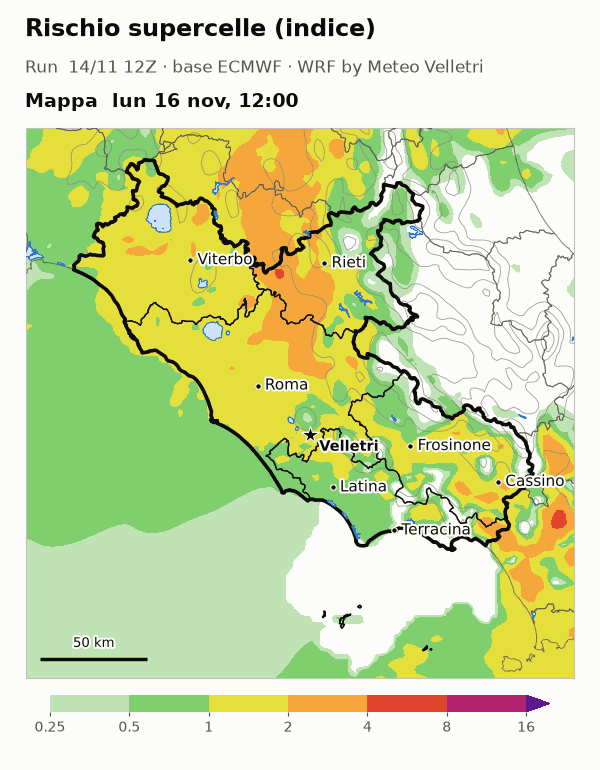 Rischio supercelle (indice)
Run  14/11 12Z · base ECMWF · WRF by Meteo Velletri
Mappa  lun 16 nov, 12:00
Viterbo
Rieti
Roma
Velletri
Frosinone
Latina
Cassino
Terracina
50 km
0.25 0.5 1 2 4 8 16